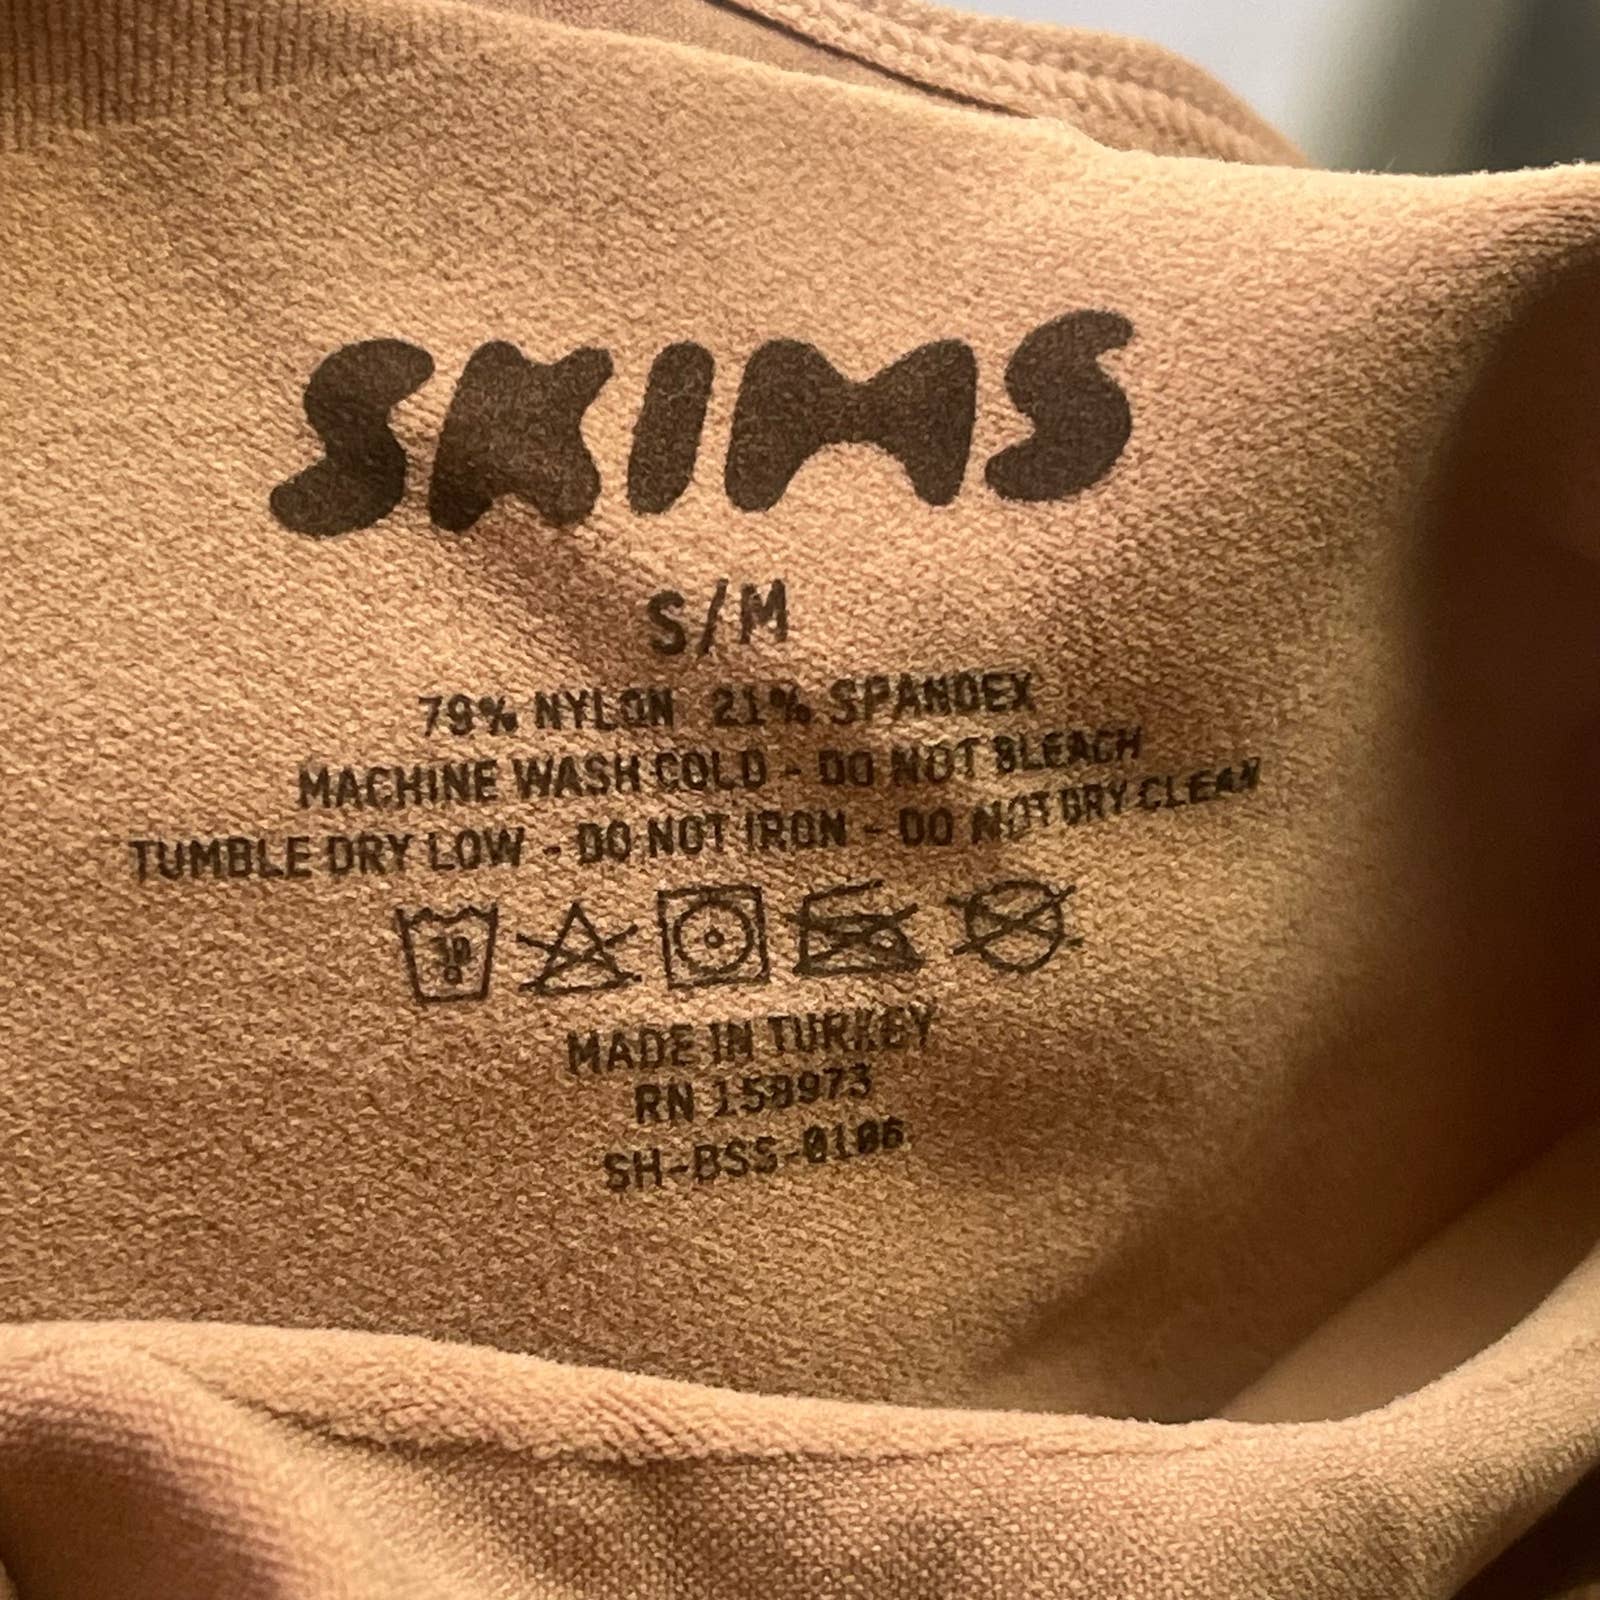 SKIMS
S/M
79% NYLON 21% SPANDEX
MACHINE WASH COLD - DO NOT BLEACH
TUMBLE DRY LOW - DO NOT IRON - DO NOT DRY CLEAN
30
MADE IN TURKEY
RN 158973
SH-BSS-0106